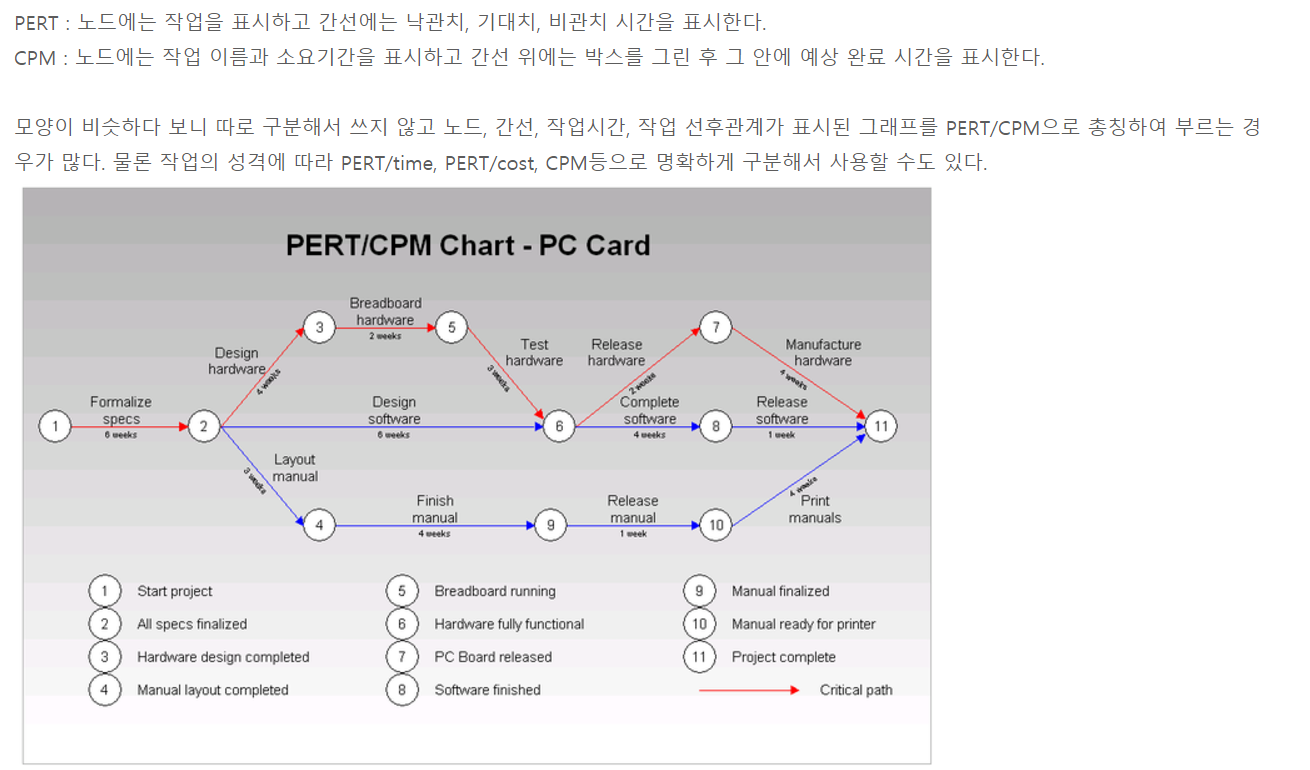 PERT : 노드에는 작업을 표시하고 간선에는 낙관치, 기대치, 비관치 시간을 표시한다.
CPM : 노드에는 작업 이름과 소요기간을 표시하고 간선 위에는 박스를 그린 후 그 안에 예상 완료 시간을 표시한다.
모양이 비슷하다 보니 따로 구분해서 쓰지 않고 노드, 간선, 작업시간, 작업 선후관계가 표시된 그래프를 PERT/CPM으로 총칭하여 부르는 경
우가 많다. 물론 작업의 성격에 따라 PERT/time, PERT/cost, CPM등으로 명확하게 구분해서 사용할 수도 있다.
PERT/CPM Chart - PC Card
Breadboard
hardware
2 weeks
3
5
7
Design
hardware
4 weeks
Test
hardware
3 weeks
Release
hardware
2 weeks
Manufacture
hardware
4 weeks
Formalize
specs
6 weeks
Design
software
6 weeks
Complete
software
4 weeks
Release
software
1 week
1
2
6
8
11
Layout
manual
3 weeks
Finish
manual
4 weeks
Release
manual
1 week
Print
manuals
4 weeks
4
9
10
1 Start project
2 All specs finalized
3 Hardware design completed
4 Manual layout completed
5 Breadboard running
6 Hardware fully functional
7 PC Board released
8 Software finished
9 Manual finalized
10 Manual ready for printer
11 Project complete
Critical path